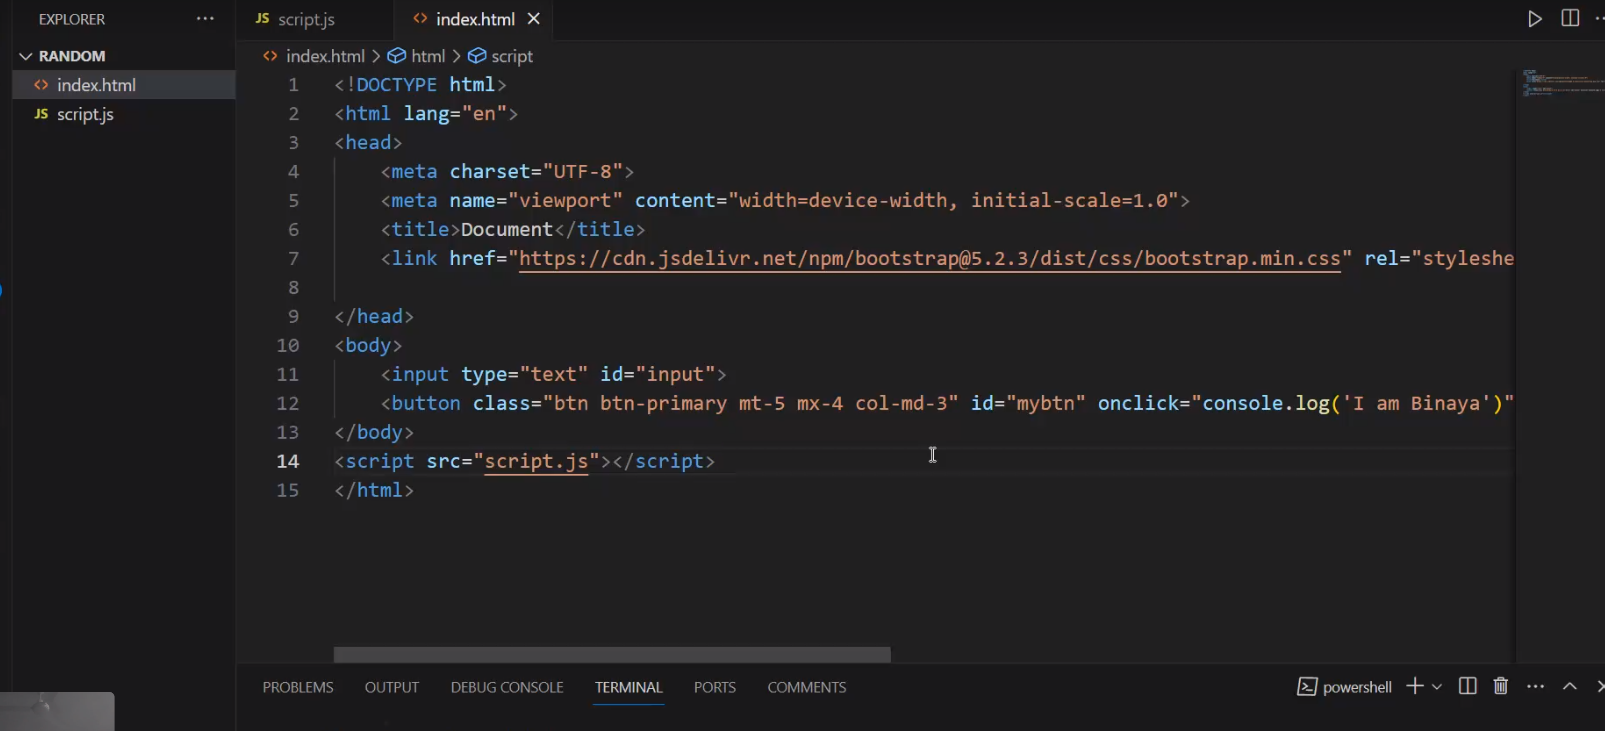 EXPLORER
RANDOM
index.html
JS script.js
JS script.js
index.html
index.html > html > script
1 <!DOCTYPE html>
2 <html lang="en">
3 <head>
4 <meta charset="UTF-8">
5 <meta name="viewport" content="width=device-width, initial-scale=1.0">
6 <title>Document</title>
7 <link href="https://cdn.jsdelivr.net/npm/bootstrap@5.2.3/dist/css/bootstrap.min.css" rel="styleshe
8
9 </head>
10 <body>
11 <input type="text" id="input">
12 <button class="btn btn-primary mt-5 mx-4 col-md-3" id="mybtn" onclick="console.log('I am Binaya')"
13 </body>
14 <script src="script.js"></script>
15 </html>
PROBLEMS OUTPUT DEBUG CONSOLE TERMINAL PORTS COMMENTS
powershell